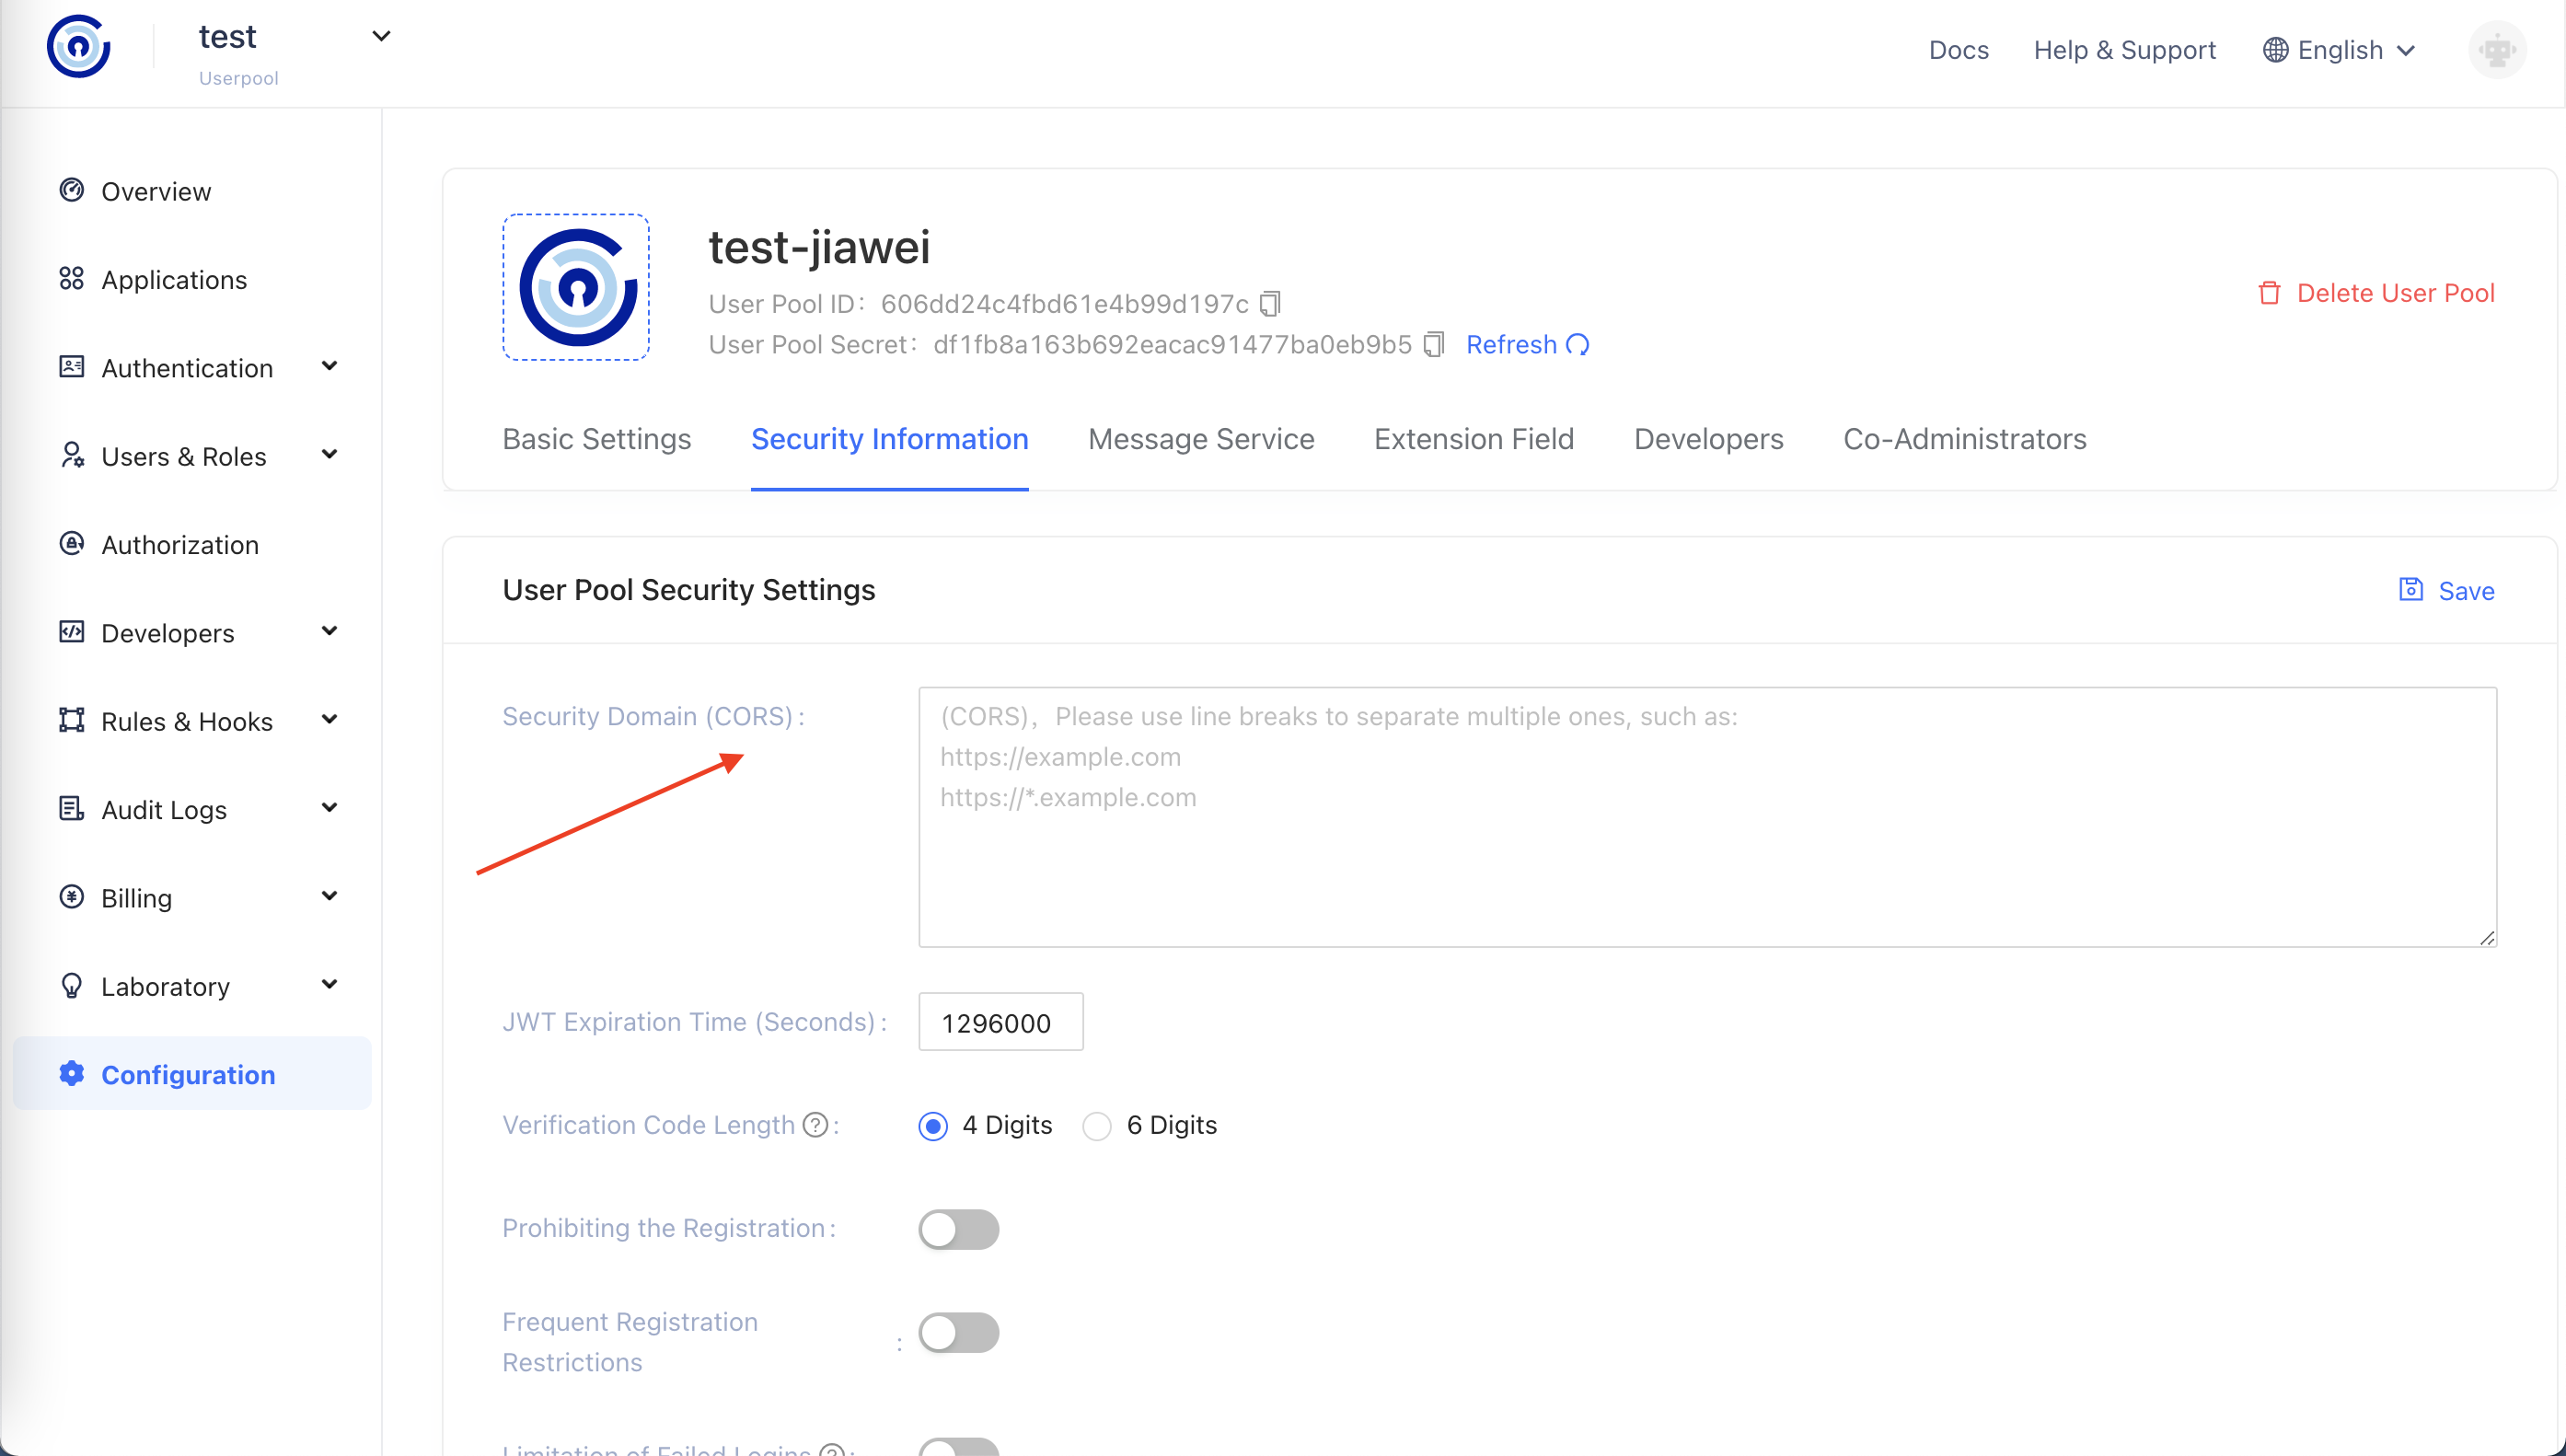 test
Userpool
Docs
Help & Support
English
Overview
Applications
Authentication
Users & Roles
Authorization
Developers
Rules & Hooks
Audit Logs
Billing
Laboratory
Configuration
test-jiawei
User Pool ID： 606dd24c4fbd61e4b99d197c
User Pool Secret： df1fb8a163b692eacac91477ba0eb9b5 Refresh
Delete User Pool
Basic Settings Security Information Message Service Extension Field Developers Co-Administrators
User Pool Security Settings
Save
Security Domain (CORS) :
(CORS)， Please use line breaks to separate multiple ones, such as:
https://example.com
https://*.example.com
JWT Expiration Time (Seconds) : 1296000
Verification Code Length : 4 Digits 6 Digits
Prohibiting the Registration :
Frequent Registration
Restrictions :
Limitation of Failed Logins :